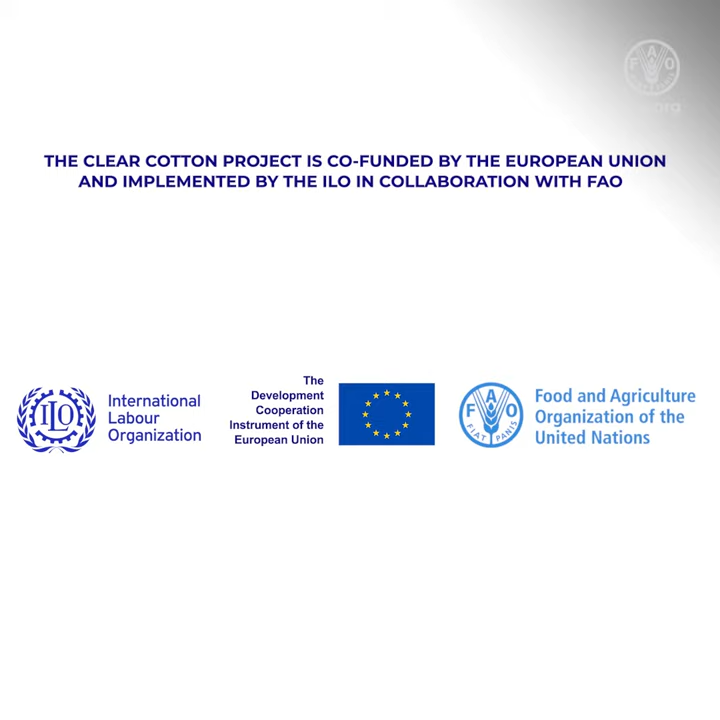 F A O
FIAT PANIS
THE CLEAR COTTON PROJECT IS CO-FUNDED BY THE EUROPEAN UNION
AND IMPLEMENTED BY THE ILO IN COLLABORATION WITH FAO
ILO
International
Labour
Organization
The
Development
Cooperation
Instrument of the
European Union
F A O
FIAT PANIS
Food and Agriculture
Organization of the
United Nations